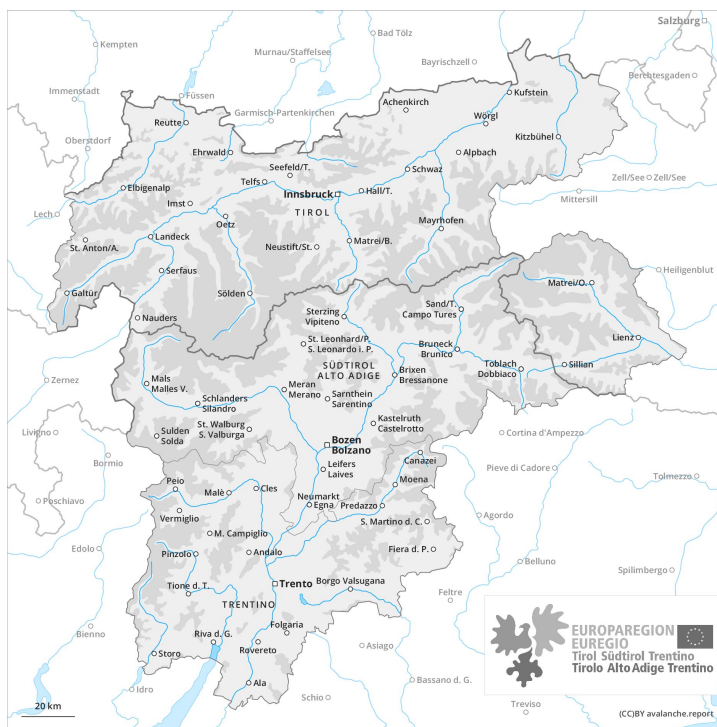 Salzburg
Kempten
Bad Tölz
Murnau/Staffelsee
Bayrischzell
Berchtesgaden
Immenstadt
Füssen
Garmisch-Partenkirchen
Achenkirch
Kufstein
Reutte
Wörgl
Kitzbühel
Oberstdorf
Ehrwald
Alpbach
Seefeld/T.
Schwaz
Telfs
Zell/See
Zell/See
Elbigenalp
Innsbruck
Hall/T.
Mittersill
Imst
TIROL
Lech
Oetz
Mayrhofen
St. Anton/A.
Landeck
Neustift/St.
Matrei/B.
Serfaus
Heiligenblut
Matrei/O.
Galtür
Sölden
Sand/T.
Campo Tures
Nauders
Sterzing
Vipiteno
Lienz
St. Leonhard/P.
S. Leonardo i. P.
Bruneck
Brunico
Toblach
Dobbiaco
Sillian
SÜDTIROL
ALTO ADIGE
Brixen
Bressanone
Zernez
Mals
Malles V.
Meran
Merano
Schlanders
Silandro
Sarnthein
Sarentino
Kastelruth
Castelrotto
St. Walburg
S. Valburga
Livigno
Sulden
Solda
Cortina d'Ampezzo
Bozen
Bolzano
Bormio
Canazei
Pieve di Cadore
Leifers
Laives
Tolmezzo
Moena
Peio
Malè
Cles
Poschiavo
Neumarkt
Egna
Predazzo
Vermiglio
Agordo
S. Martino d. C.
M. Campiglio
Edolo
Pinzolo
Andalo
Fiera d. P.
Belluno
Spilimbergo
Tione d. T.
Trento
Borgo Valsugana
Feltre
TRENTINO
Bienno
Folgaria
Riva d. G.
Rovereto
Asiago
Storo
Bassano d. G.
Ala
Idro
Schio
Treviso
EUROPAREGION
EUREGIO
Tirol Südtirol Trentino
Tirolo Alto Adige Trentino
20 km
(CC)BY avalanche.report